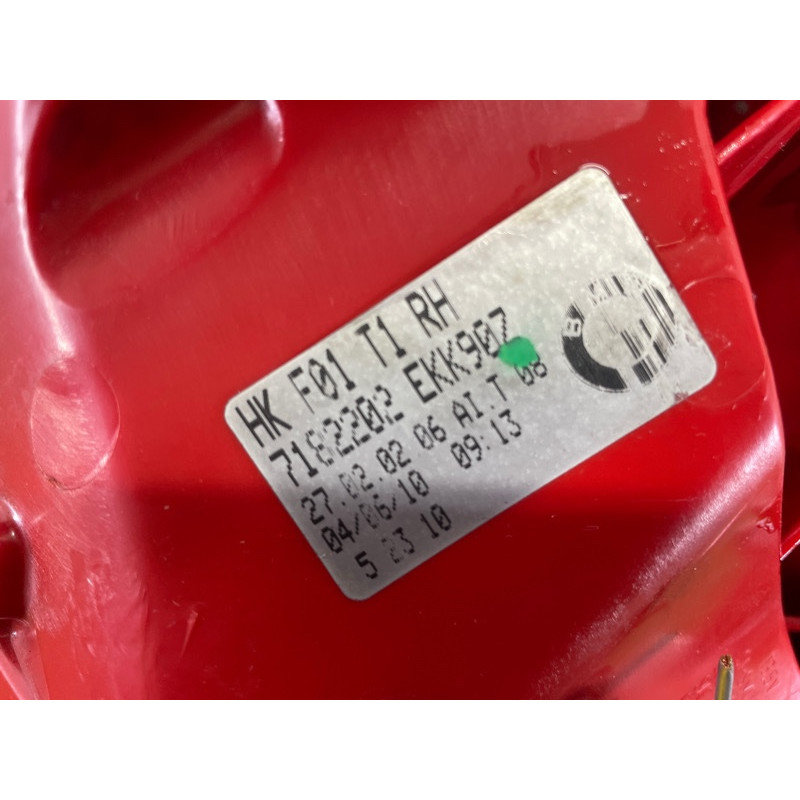 HK F01 T1 RH
7182202 EKK907
27.02.02 06 AI.T 08
04/06/10 09:13
5 23 10
B